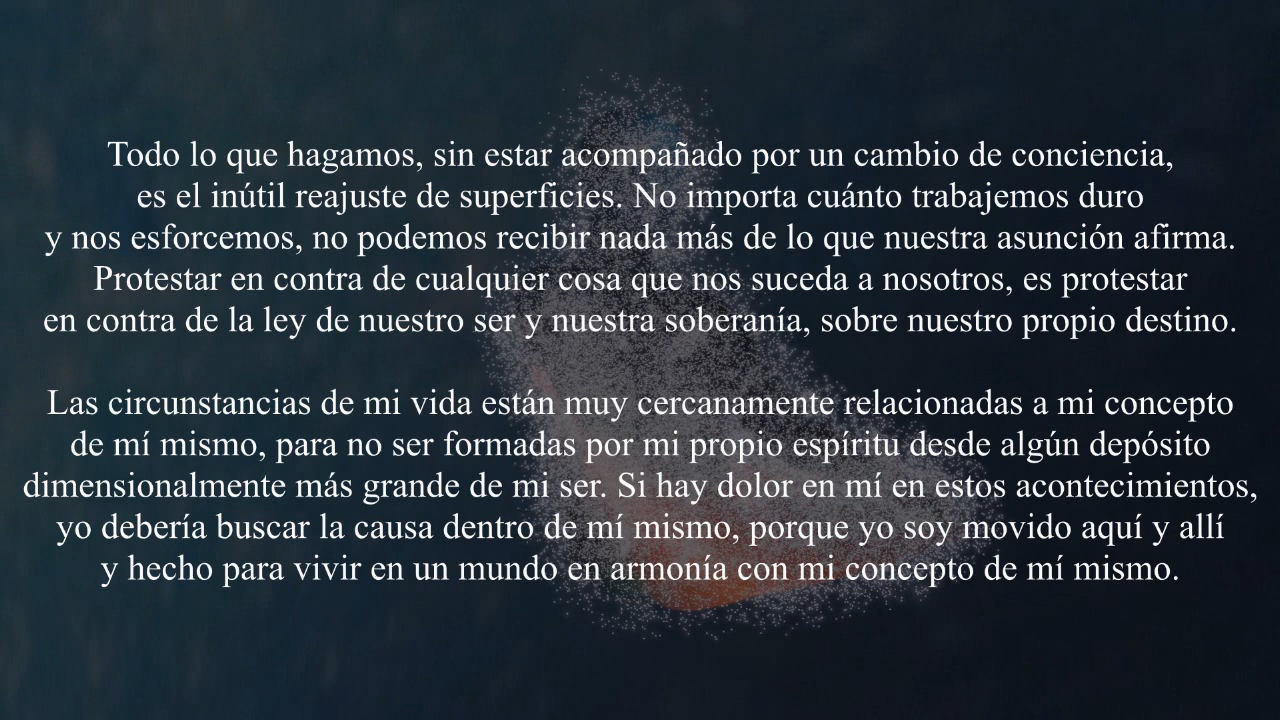 Todo lo que hagamos, sin estar acompañado por un cambio de conciencia,
es el inútil reajuste de superficies. No importa cuánto trabajemos duro
y nos esforcemos, no podemos recibir nada más de lo que nuestra asunción afirma.
Protestar en contra de cualquier cosa que nos suceda a nosotros, es protestar
en contra de la ley de nuestro ser y nuestra soberanía, sobre nuestro propio destino.
Las circunstancias de mi vida están muy cercanamente relacionadas a mi concepto
de mí mismo, para no ser formadas por mi propio espíritu desde algún depósito
dimensionalmente más grande de mi ser. Si hay dolor en mí en estos acontecimientos,
yo debería buscar la causa dentro de mí mismo, porque yo soy movido aquí y allí
y hecho para vivir en un mundo en armonía con mi concepto de mí mismo.